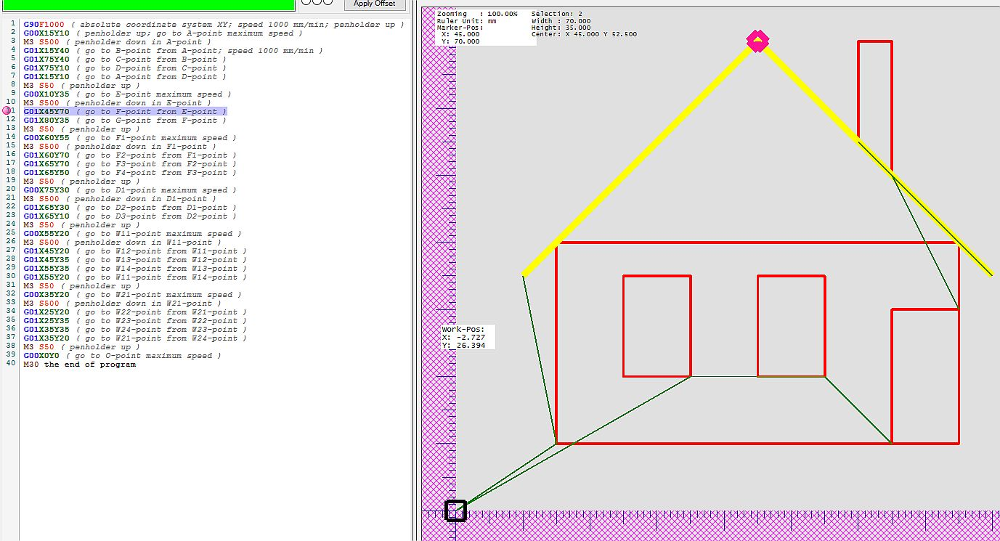 Apply Offset
1 G90F1000 ( absolute coordinate system XY; speed 1000 mm/min; penholder up )
2 G00X15Y10 ( penholder up; go to A-point maximum speed )
3 M3 S500 ( penholder down in A-point )
4 G01X15Y40 ( go to B-point from A-point; speed 1000 mm/min )
5 G01X75Y40 ( go to C-point from B-point )
6 G01X75Y10 ( go to D-point from C-point )
7 G01X15Y10 ( go to A-point from D-point )
8 M3 S50 ( penholder up )
9 G00X10Y35 ( go to E-point maximum speed )
10 M3 S500 ( penholder down in E-point )
11 G01X45Y70 ( go to F-point from E-point )
12 G01X80Y35 ( go to G-point from F-point )
13 M3 S50 ( penholder up )
14 G00X60Y55 ( go to F1-point maximum speed )
15 M3 S500 ( penholder down in F1-point )
16 G01X60Y70 ( go to F2-point from F1-point )
17 G01X65Y70 ( go to F3-point from F2-point )
18 G01X65Y50 ( go to F4-point from F3-point )
19 M3 S50 ( penholder up )
20 G00X75Y30 ( go to D1-point maximum speed )
21 M3 S500 ( penholder down in D1-point )
22 G01X65Y30 ( go to D2-point from D1-point )
23 G01X65Y10 ( go to D3-point from D2-point )
24 M3 S50 ( penholder up )
25 G00X55Y20 ( go to W11-point maximum speed )
26 M3 S500 ( penholder down in W11-point )
27 G01X45Y20 ( go to W12-point from W11-point )
28 G01X45Y35 ( go to W13-point from W12-point )
29 G01X55Y35 ( go to W14-point from W13-point )
30 G01X55Y20 ( go to W11-point from W14-point )
31 M3 S50 ( penholder up )
32 G00X35Y20 ( go to W21-point maximum speed )
33 M3 S500 ( penholder down in W21-point )
34 G01X25Y20 ( go to W22-point from W21-point )
35 G01X25Y35 ( go to W23-point from W22-point )
36 G01X35Y35 ( go to W24-point from W23-point )
37 G01X35Y20 ( go to W21-point from W24-point )
38 M3 S50 ( penholder up )
39 G00X0Y0 ( go to O-point maximum speed )
40 M30 the end of program
Zooming : 100.00% Selection: 2
Ruler Unit: mm Width : 70.000
Marker-Pos: Height: 35.000
X: 45.000 Center: X 45.000 Y 52.500
Y: 70.000
Work-Pos:
X: -2.727
Y: 26.394